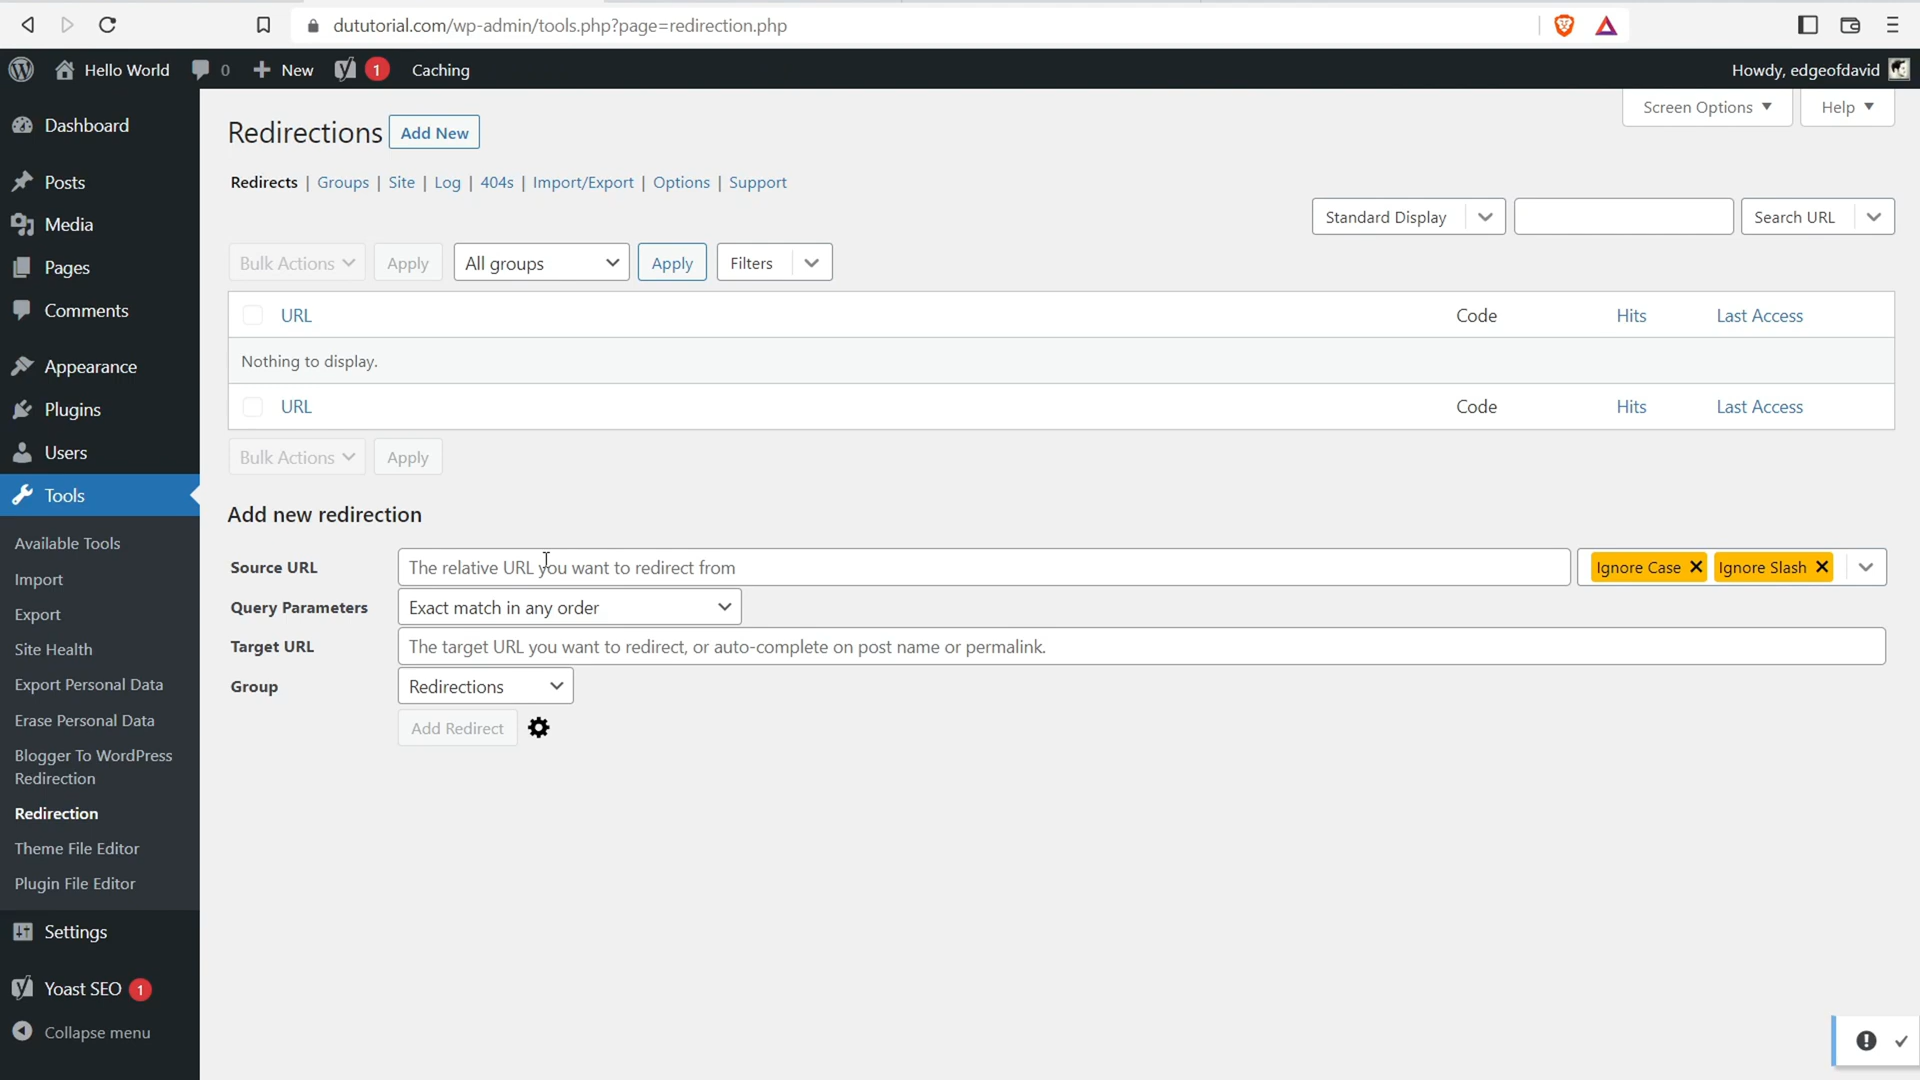 dututorial.com/wp-admin/tools.php?page=redirection.php
Hello World 0 New 1 Caching Howdy, edgeofdavid
Screen Options Help
Dashboard
Posts
Media
Pages
Comments
Appearance
Plugins
Users
Tools
Available Tools
Import
Export
Site Health
Export Personal Data
Erase Personal Data
Blogger To WordPress
Redirection
Redirection
Theme File Editor
Plugin File Editor
Settings
Yoast SEO 1
Collapse menu
Redirections Add New
Redirects | Groups | Site | Log | 404s | Import/Export | Options | Support
Standard Display Search URL
Bulk Actions Apply All groups Apply Filters
URL Code Hits Last Access
Nothing to display.
URL Code Hits Last Access
Bulk Actions Apply
Add new redirection
Source URL The relative URL you want to redirect from Ignore Case Ignore Slash
Query Parameters Exact match in any order
Target URL The target URL you want to redirect, or auto-complete on post name or permalink.
Group Redirections
Add Redirect